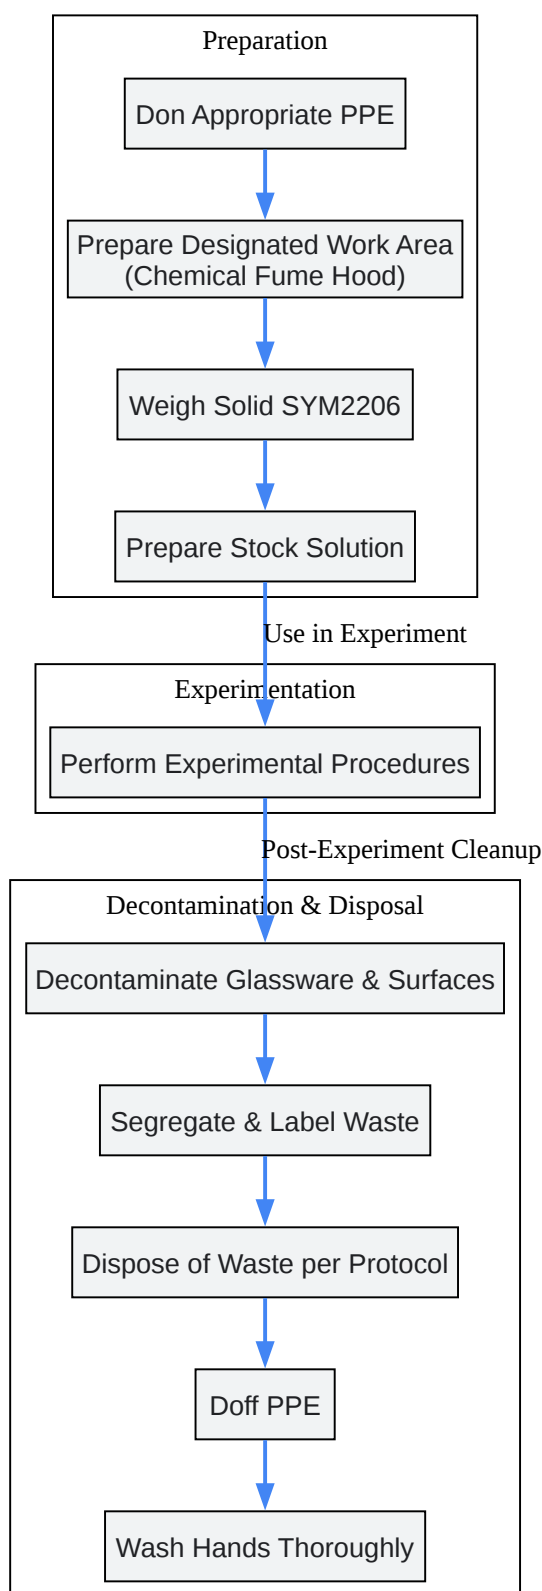 Preparation
Don Appropriate PPE
Prepare Designated Work Area
(Chemical Fume Hood)
Weigh Solid SYM2206
Prepare Stock Solution
Use in Experiment
Experimentation
Perform Experimental Procedures
Post-Experiment Cleanup
Decontamination & Disposal
Decontaminate Glassware & Surfaces
Segregate & Label Waste
Dispose of Waste per Protocol
Doff PPE
Wash Hands Thoroughly